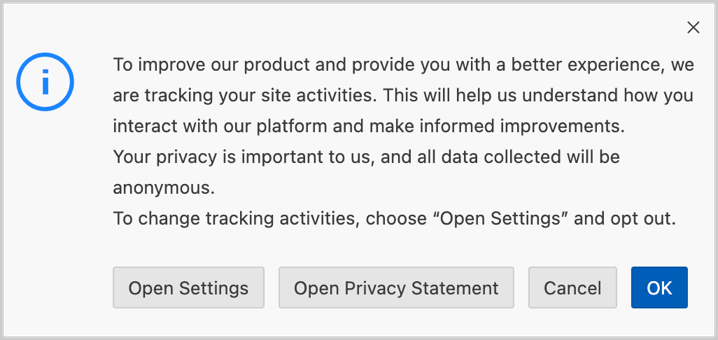 To improve our product and provide you with a better experience, we
are tracking your site activities. This will help us understand how you
interact with our platform and make informed improvements.
Your privacy is important to us, and all data collected will be
anonymous.
To change tracking activities, choose “Open Settings” and opt out.
Open Settings
Open Privacy Statement
Cancel
OK